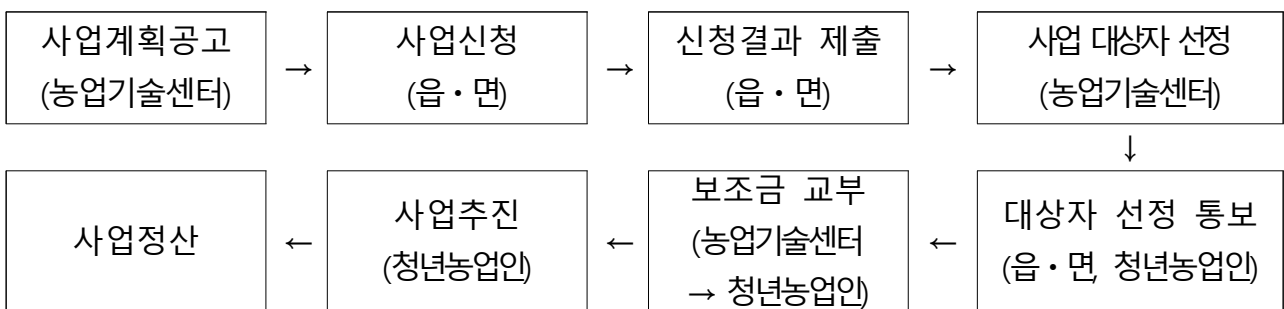 사업계획공고
(농업기술센터)
→
사업신청
(읍・면)
→
신청결과 제출
(읍・면)
→
사업 대상자 선정
(농업기술센터)
↓
대상자 선정 통보
(읍・면, 청년농업인)
←
보조금 교부
(농업기술센터
→ 청년농업인)
←
사업추진
(청년농업인)
←
사업정산